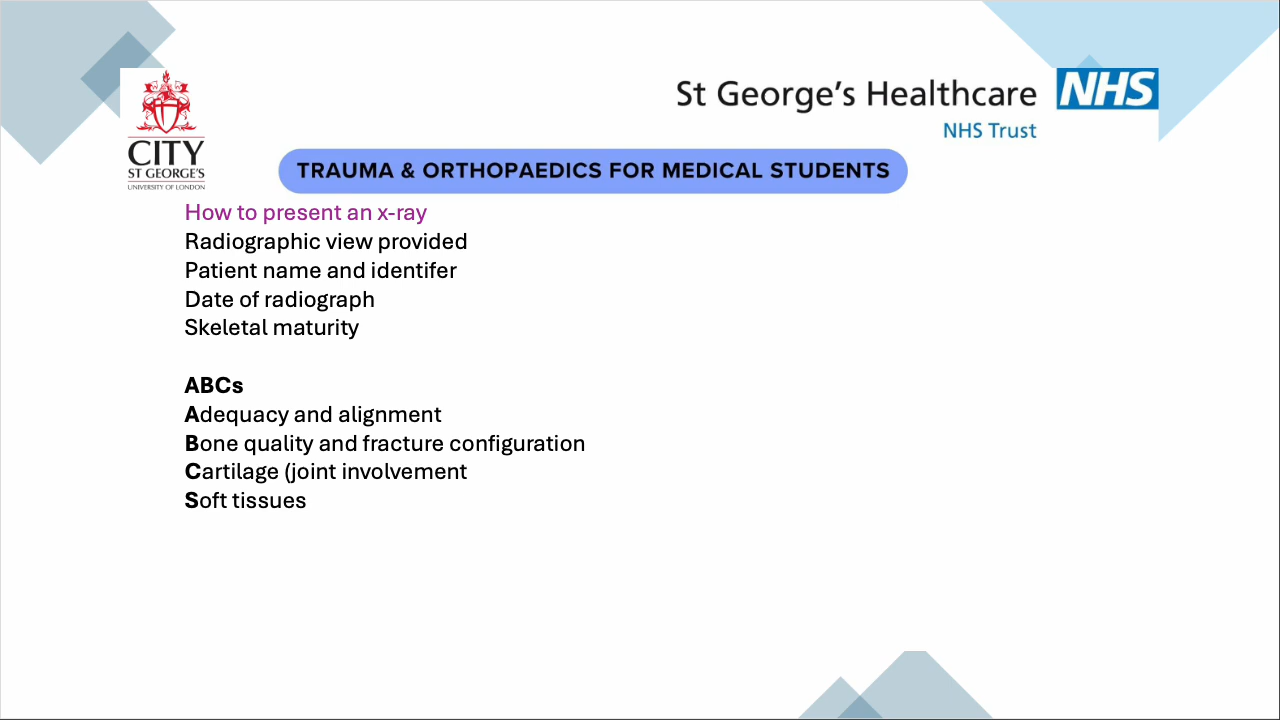 CITY
ST GEORGE'S
UNIVERSITY OF LONDON
St George's Healthcare NHS
NHS Trust
TRAUMA & ORTHOPAEDICS FOR MEDICAL STUDENTS
How to present an x-ray
Radiographic view provided
Patient name and identifer
Date of radiograph
Skeletal maturity
ABCs
Adequacy and alignment
Bone quality and fracture configuration
Cartilage (joint involvement
Soft tissues